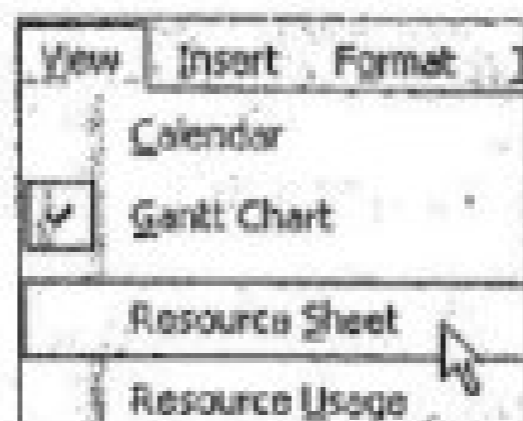 View Insert Format
Calendar
Gantt Chart
Resource Sheet
Resource Usage